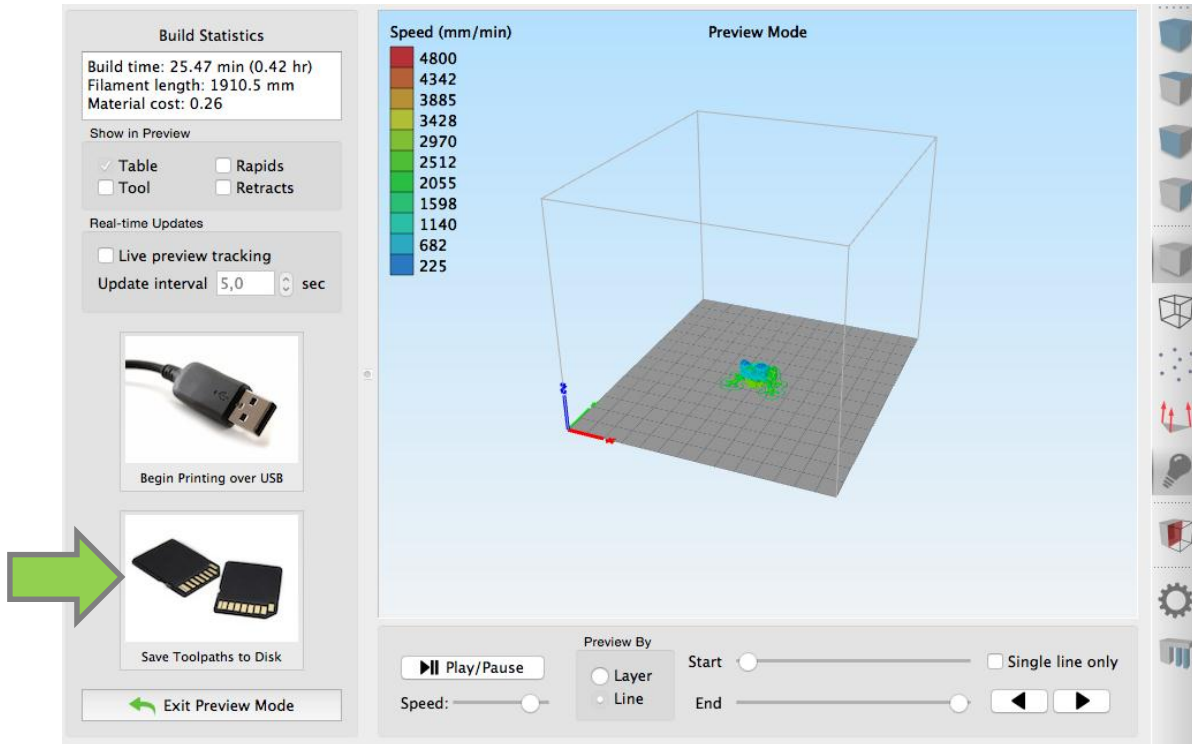 Build Statistics
Build time: 25.47 min (0.42 hr)
Filament length: 1910.5 mm
Material cost: 0.26
Show in Preview
Table
Rapids
Tool
Retracts
Real-time Updates
Live preview tracking
Update interval 5,0 sec
Begin Printing over USB
Save Toolpaths to Disk
Exit Preview Mode
Speed (mm/min)
4800
4342
3885
3428
2970
2512
2055
1598
1140
682
225
Preview Mode
Play/Pause
Speed:
Preview By
Layer
Line
Start
End
Single line only